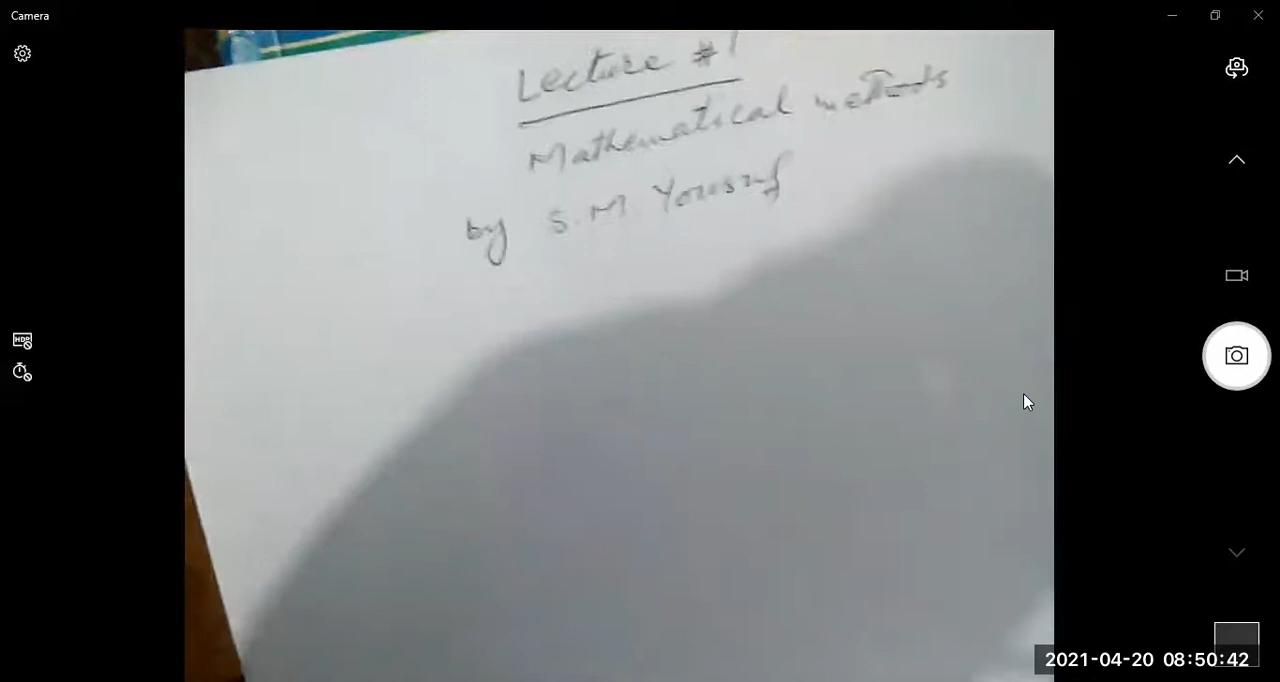 Camera
Lecture #1
Mathematical methods
by S.M. Yousuf
2021-04-20 08:50:42